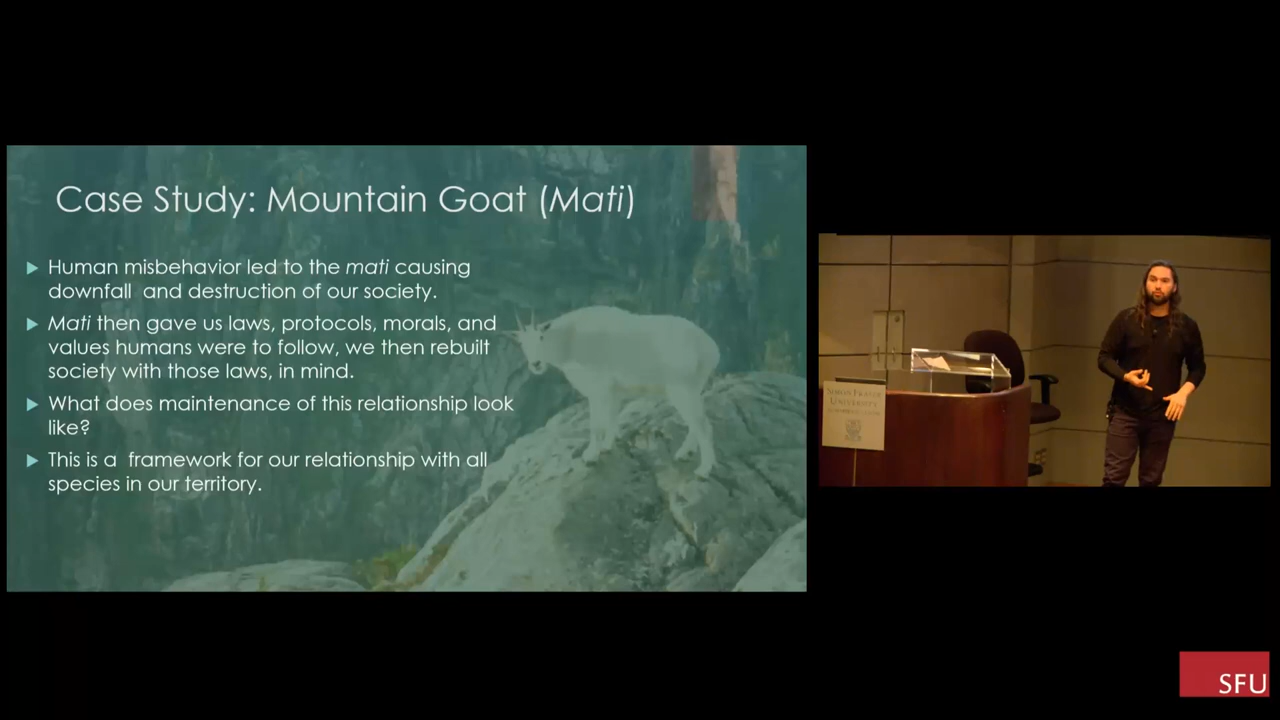 Case Study: Mountain Goat (Mati)
Human misbehavior led to the mati causing
downfall and destruction of our society.
Mati then gave us laws, protocols, morals, and
values humans were to follow, we then rebuilt
society with those laws, in mind.
What does maintenance of this relationship look
like?
This is a framework for our relationship with all
species in our territory.
SIMON FRASER
UNIVERSITY
SFU